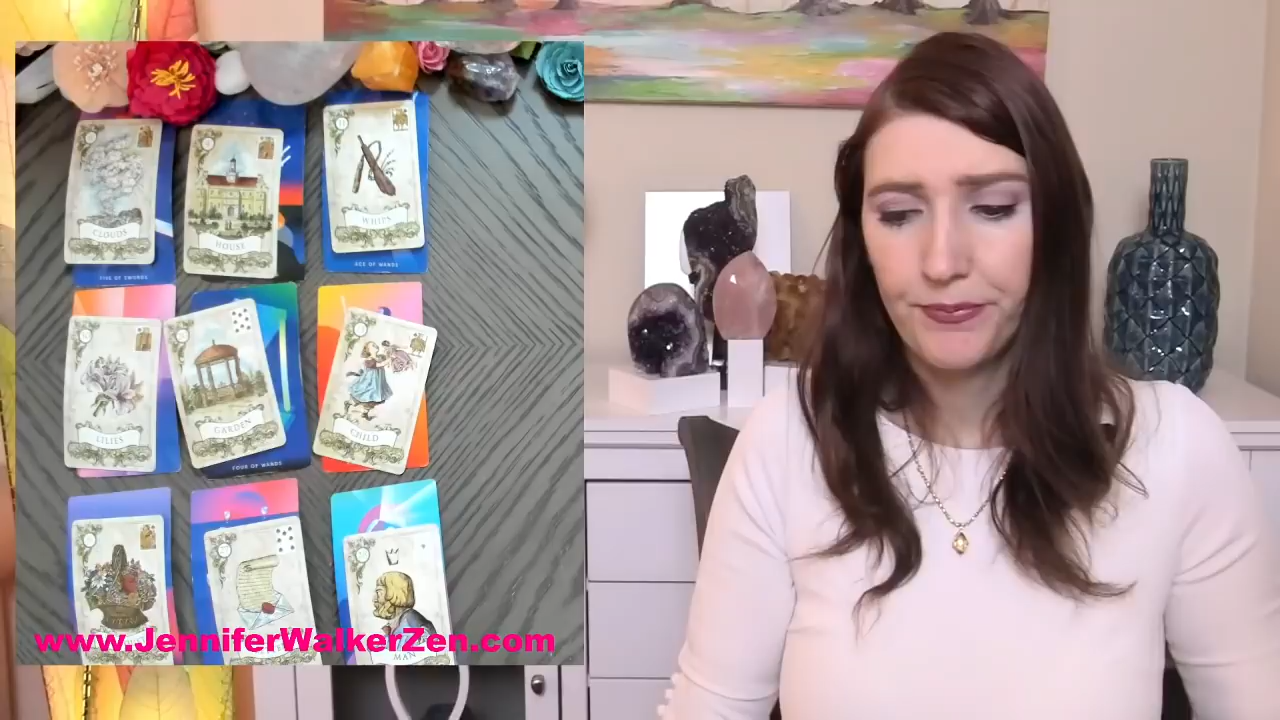 CLOUDS
HOUSE
WHIPS
FIVE OF SWORDS
ACE OF WANDS
LILIES
GARDEN
CHILD
FOUR OF WANDS
MAN
www.JenniferWalkerZen.com